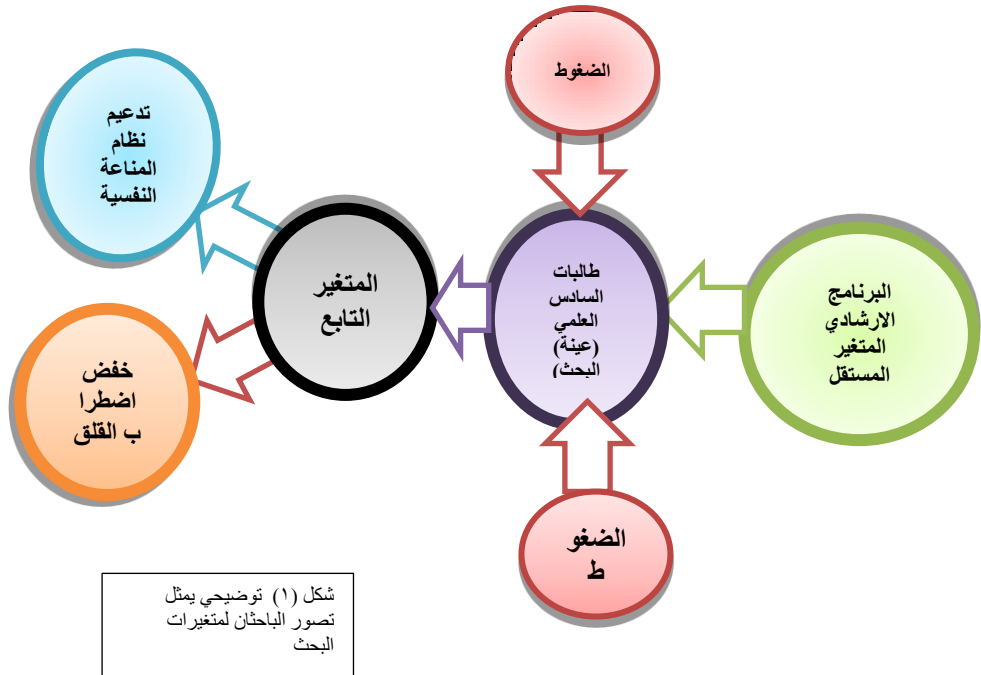 الضغوط
البرنامج
الارشادي
المتغير
المستقل
طالبات
السادس
العلمي
(عينة
البحث)
المتغير
التابع
تدعيم
نظام
المناعة
النفسية
خفض
اضطرا
ب القلق
الضغو
ط
شكل (١) توضيحي يمثل
تصور الباحثان لمتغيرات
البحث